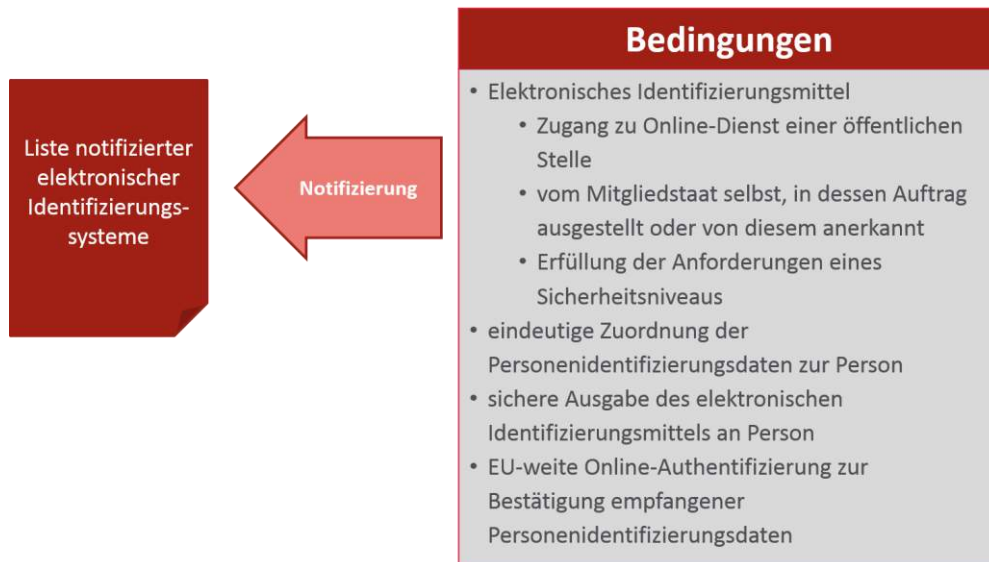 Liste notifizierter
elektronischer
Identifizierungs-
systeme
Notifizierung
Bedingungen
• Elektronisches Identifizierungsmittel
• Zugang zu Online-Dienst einer öffentlichen
Stelle
• vom Mitgliedstaat selbst, in dessen Auftrag
ausgestellt oder von diesem anerkannt
• Erfüllung der Anforderungen eines
Sicherheitsniveaus
• eindeutige Zuordnung der
Personenidentifizierungsdaten zur Person
• sichere Ausgabe des elektronischen
Identifizierungsmittels an Person
• EU-weite Online-Authentifizierung zur
Bestätigung empfangener
Personenidentifizierungsdaten